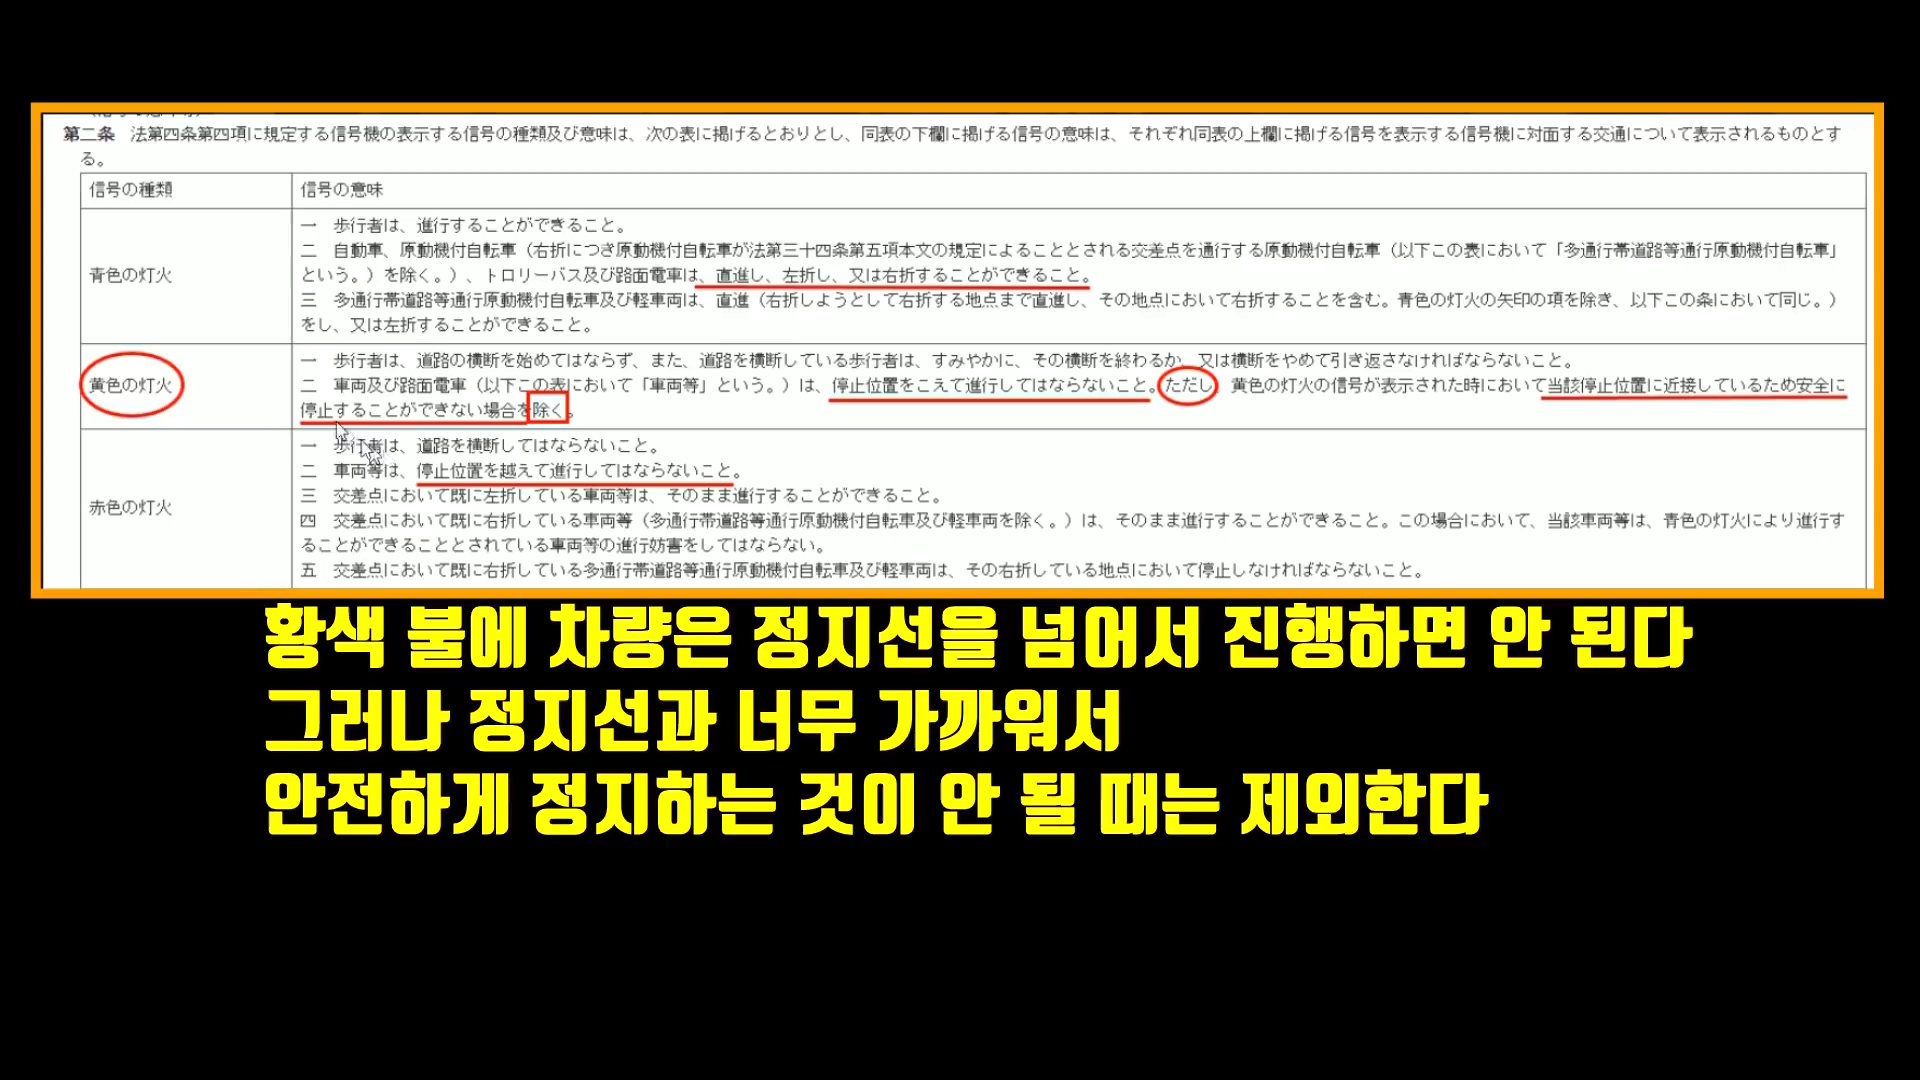 第二条 法第四条第四項に規定する信号機の表示する信号の種類及び意味は、次の表に掲げるとおりとし、同表の下欄に掲げる信号の意味は、それぞれ同表の上欄に掲げる信号を表示する信号機に対面する交通について表示されるものとす
る。
信号の種類 信号の意味
青色の灯火
一 歩行者は、進行することができること。
二 自動車、原動機付自転車（右折につき原動機付自転車が法第三十四条第五項本文の規定によることとされる交差点を通行する原動機付自転車（以下この表において「多通行帯道路等通行原動機付自転車」
という。）を除く。）、トロリーバス及び路面電車は、直進し、左折し、又は右折することができること。
三 多通行帯道路等通行原動機付自転車及び軽車両は、直進（右折しようとして右折する地点まで直進し、その地点において右折することを含む。青色の灯火の矢印の項を除き、以下この条において同じ。）
をし、又は左折することができること。
黄色の灯火
一 歩行者は、道路の横断を始めてはならず、また、道路を横断している歩行者は、すみやかに、その横断を終わるか、又は横断をやめて引き返さなければならないこと。
二 車両及び路面電車（以下この表において「車両等」という。）は、停止位置をこえて進行してはならないこと。ただし、黄色の灯火の信号が表示された時において当該停止位置に近接しているため安全に
停止することができない場合を除く。
赤色の灯火
一 歩行者は、道路を横断してはならないこと。
二 車両等は、停止位置を越えて進行してはならないこと。
三 交差点において既に左折している車両等は、そのまま進行することができること。
四 交差点において既に右折している車両等（多通行帯道路等通行原動機付自転車及び軽車両を除く。）は、そのまま進行することができること。この場合において、当該車両等は、青色の灯火により進行す
ることができることとされている車両等の進行妨害をしてはならない。
五 交差点において既に右折している多通行帯道路等通行原動機付自転車及び軽車両は、その右折している地点において停止しなければならないこと。
황색 불에 차량은 정지선을 넘어서 진행하면 안 된다
그러나 정지선과 너무 가까워서
안전하게 정지하는 것이 안 될 때는 제외한다